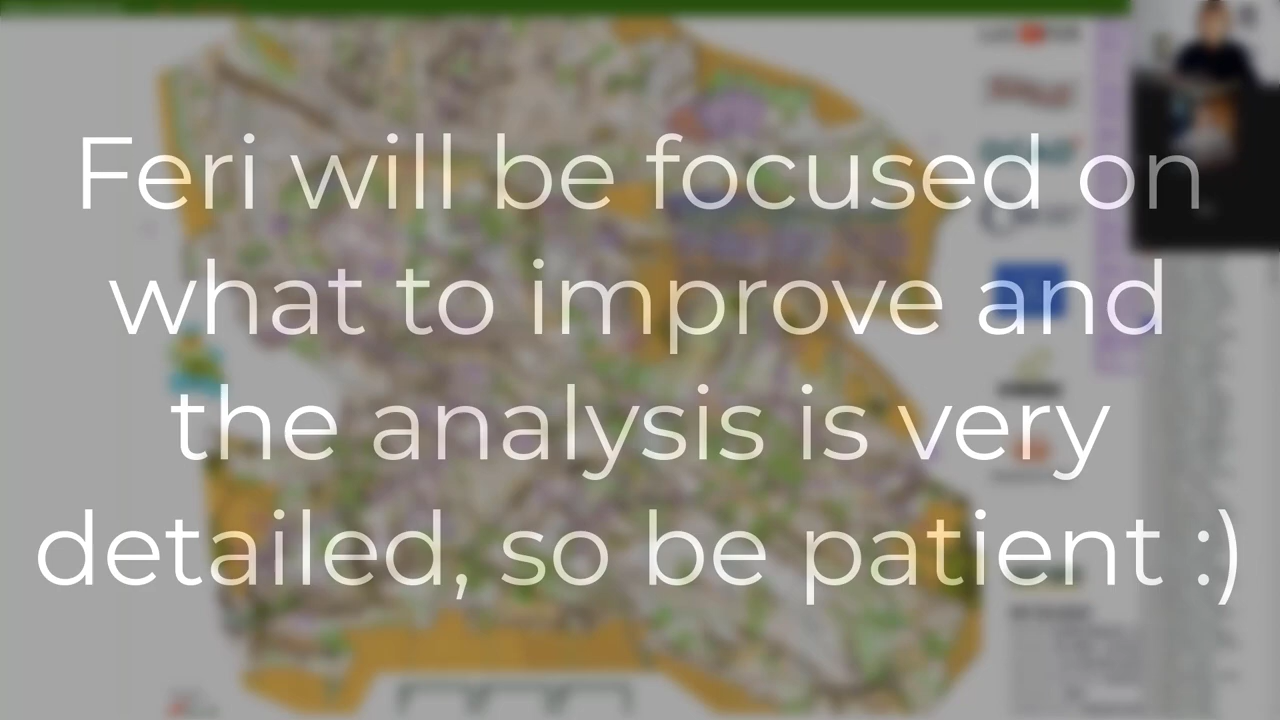 Feri will be focused on
what to improve and
the analysis is very
detailed, so be patient :)